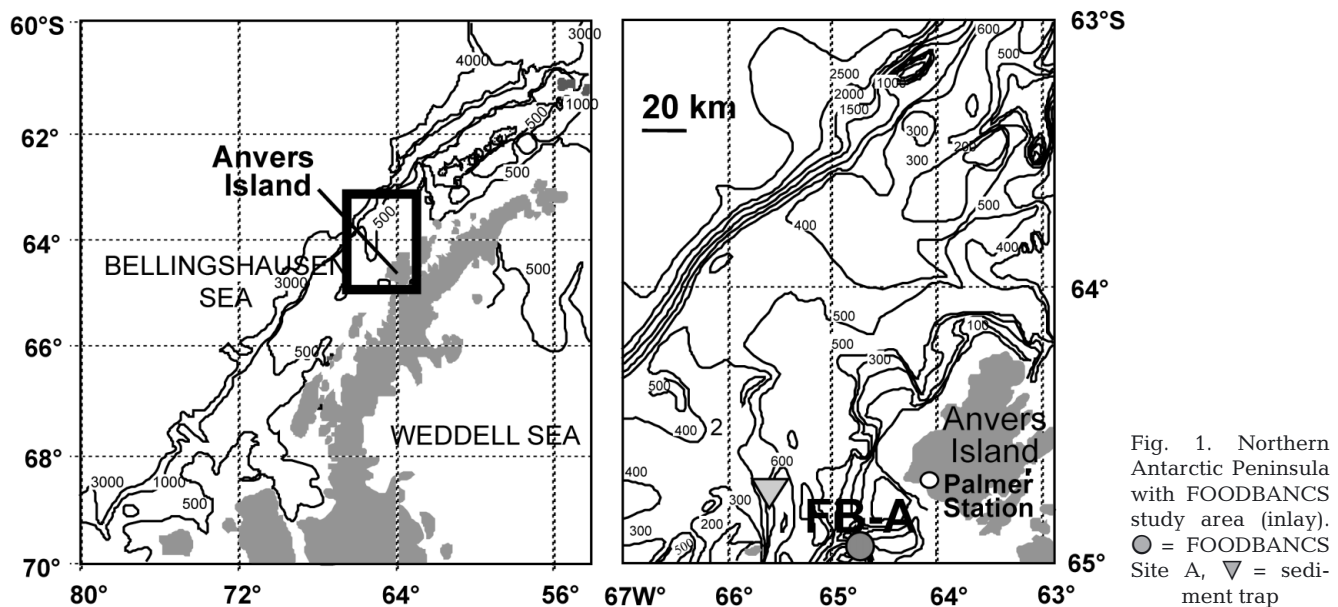 60°S
62°
64°
66°
68°
70°
80°
72°
64°
56°
3000
4000
500
1000
500
Anvers
Island
500
BELLINGSHAUSEN
SEA
3000
500
500
WEDDELL SEA
3000
1000
500
63°S
64°
65°
67W°
66°
65°
64°
63°
20 km
600
500
2500
2000
1500
1000
300
300
200
500
400
400
500
500
300
100
500
400
2
600
300
200
300
500
Anvers
Island
Palmer
Station
FB-A
Fig. 1. Northern
Antarctic Peninsula
with FOODBANCS
study area (inlay).
= FOODBANCS
Site A, = sedi-
ment trap